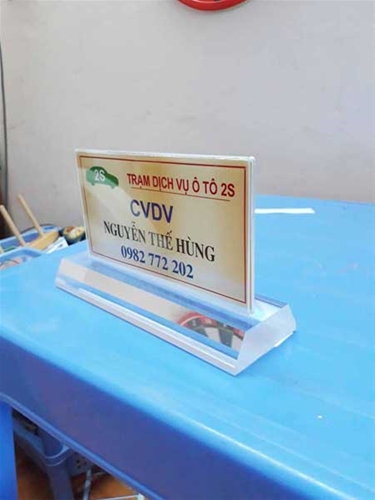 2S
TRẠM DỊCH VỤ Ô TÔ 2S
CVDV
NGUYỄN THẾ HÙNG
0982 772 202